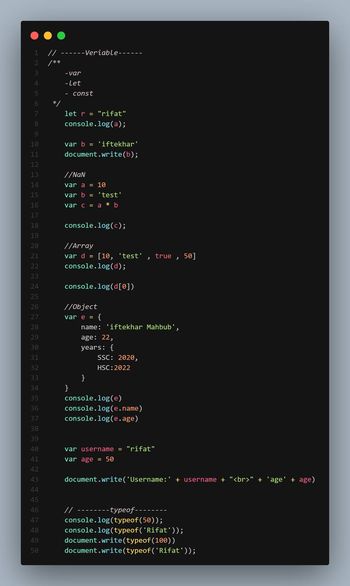 1 // ------Veriable------
2 /**
3 -var
4 -let
5 - const
6 */
7 let r = "rifat"
8 console.log(a);
9
10 var b = 'iftekhar'
11 document.write(b);
12
13 //NaN
14 var a = 10
15 var b = 'test'
16 var c = a * b
17
18 console.log(c);
19
20 //Array
21 var d = [10, 'test' , true , 50]
22 console.log(d);
23
24 console.log(d[0])
25
26 //Object
27 var e = {
28 name: 'iftekhar Mahbub',
29 age: 22,
30 years: {
31 SSC: 2020,
32 HSC:2022
33 }
34 }
35 console.log(e)
36 console.log(e.name)
37 console.log(e.age)
38
39
40 var username = "rifat"
41 var age = 50
42
43 document.write('Username:' + username + "<br>" + 'age' + age)
44
45
46 // --------typeof--------
47 console.log(typeof(50));
48 console.log(typeof('Rifat'));
49 document.write(typeof(100))
50 document.write(typeof('Rifat'));